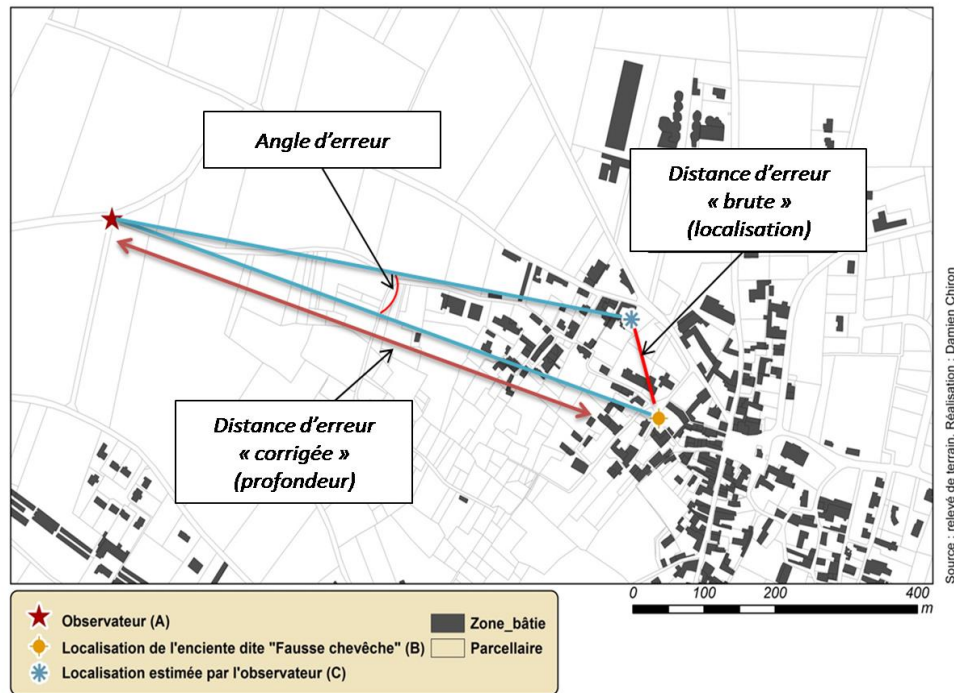 Angle d'erreur
Distance d'erreur
« brute »
(localisation)
Distance d'erreur
« corrigée »
(profondeur)
Source : relevé de terrain, Réalisation : Damien Chiron
0 100 200 400
m
Observateur (A)
Localisation de l'enciente dite "Fausse chevêche" (B)
Localisation estimée par l'observateur (C)
Zone_bâtie
Parcellaire